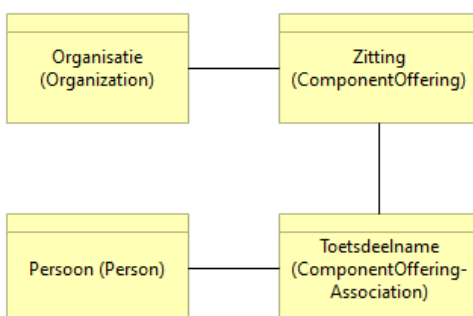 Organisatie
(Organization)
Zitting
(ComponentOffering)
Persoon (Person)
Toetsdeelname
(ComponentOffering-
Association)